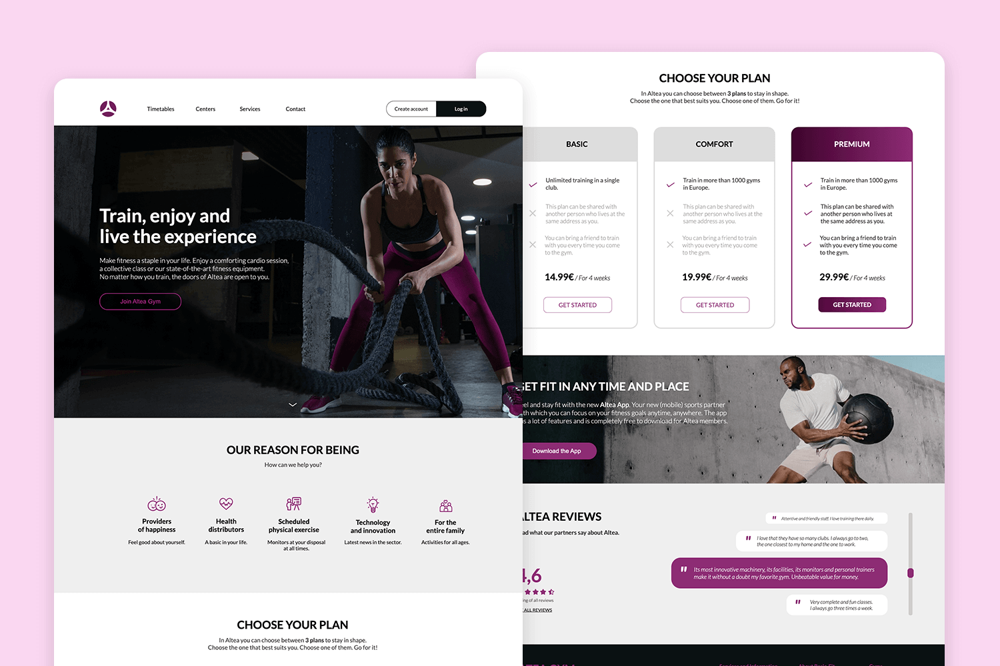 Timetables
Centers
Services
Contact
Create account
Log in
Train, enjoy and
live the experience
Make fitness a staple in your life. Enjoy a comforting cardio session,
a collective class or our state-of-the-art fitness equipment.
No matter how you train, the doors of Altea are open to you.
Join Altea Gym
OUR REASON FOR BEING
How can we help you?
Providers
of happiness
Feel good about yourself.
Health
distributors
A basic in your life.
Scheduled
physical exercise
Monitors at your disposal
at all times.
Technology
and innovation
Latest news in the sector.
For the
entire family
Activities for all ages.
CHOOSE YOUR PLAN
In Altea you can choose between 3 plans to stay in shape.
Choose the one that best suits you. Choose one of them. Go for it!
CHOOSE YOUR PLAN
In Altea you can choose between 3 plans to stay in shape.
Choose the one that best suits you. Choose one of them. Go for it!
BASIC
Unlimited training in a single
club.
This plan can be shared with
another person who lives at the
same address as you.
You can bring a friend to train
with you every time you come
to the gym.
14.99€ / For 4 weeks
GET STARTED
COMFORT
Train in more than 1000 gyms
in Europe.
This plan can be shared with
another person who lives at the
same address as you.
You can bring a friend to train
with you every time you come
to the gym.
19.99€ / For 4 weeks
GET STARTED
PREMIUM
Train in more than 1000 gyms
in Europe.
This plan can be shared with
another person who lives at
the same address as you.
You can bring a friend to train
with you every time you come
to the gym.
29.99€ / For 4 weeks
GET STARTED
GET FIT IN ANY TIME AND PLACE
el and stay fit with the new Altea App. Your new (mobile) sports partner
th which you can focus on your fitness goals anytime, anywhere. The app
s a lot of features and is completely free to download for Altea members.
Download the App
ALTEA REVIEWS
ad what our partners say about Altea.
4,6
ing of all reviews
ALL REVIEWS
" Attentive and friendly staff. I love training there daily.
" I love that they have so many clubs. I always go to two,
the one closest to my home and the one to work.
" Its most innovative machinery, its facilities, its monitors and personal trainers
make it without a doubt my favorite gym. Unbeatable value for money.
" Very complete and fun classes.
I always go three times a week.